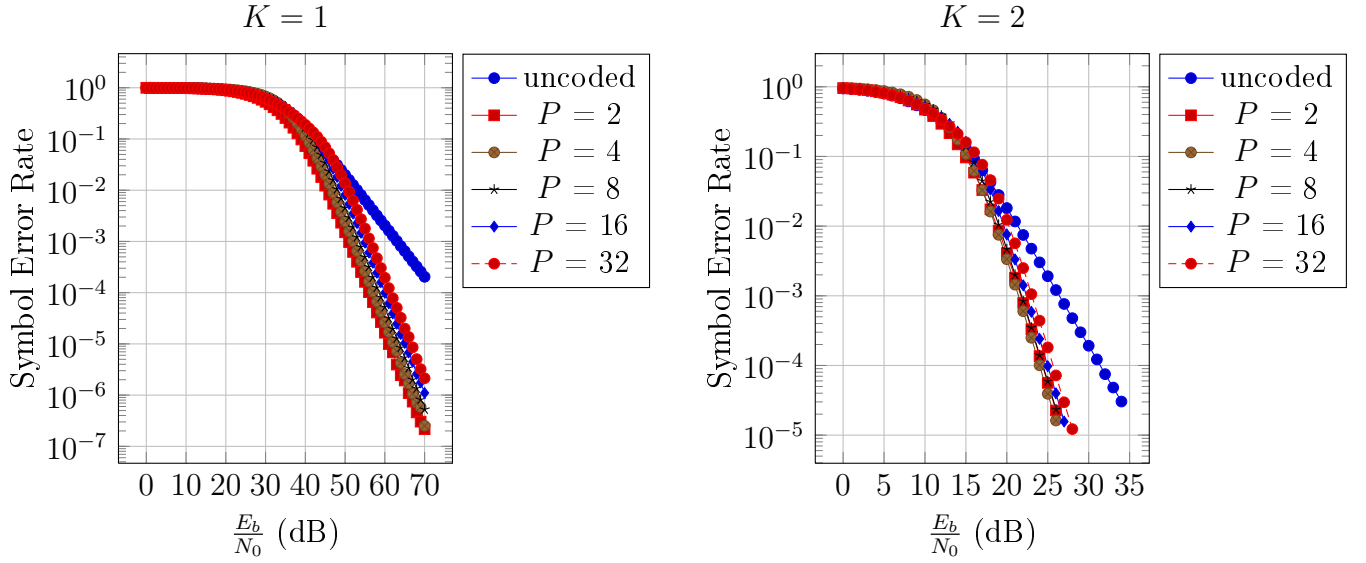 K = 1
Symbol Error Rate
10^0
10^-1
10^-2
10^-3
10^-4
10^-5
10^-6
10^-7
0 10 20 30 40 50 60 70
E_b/N_0 (dB)
uncoded
P = 2
P = 4
P = 8
P = 16
P = 32
K = 2
Symbol Error Rate
10^0
10^-1
10^-2
10^-3
10^-4
10^-5
0 5 10 15 20 25 30 35
E_b/N_0 (dB)
uncoded
P = 2
P = 4
P = 8
P = 16
P = 32